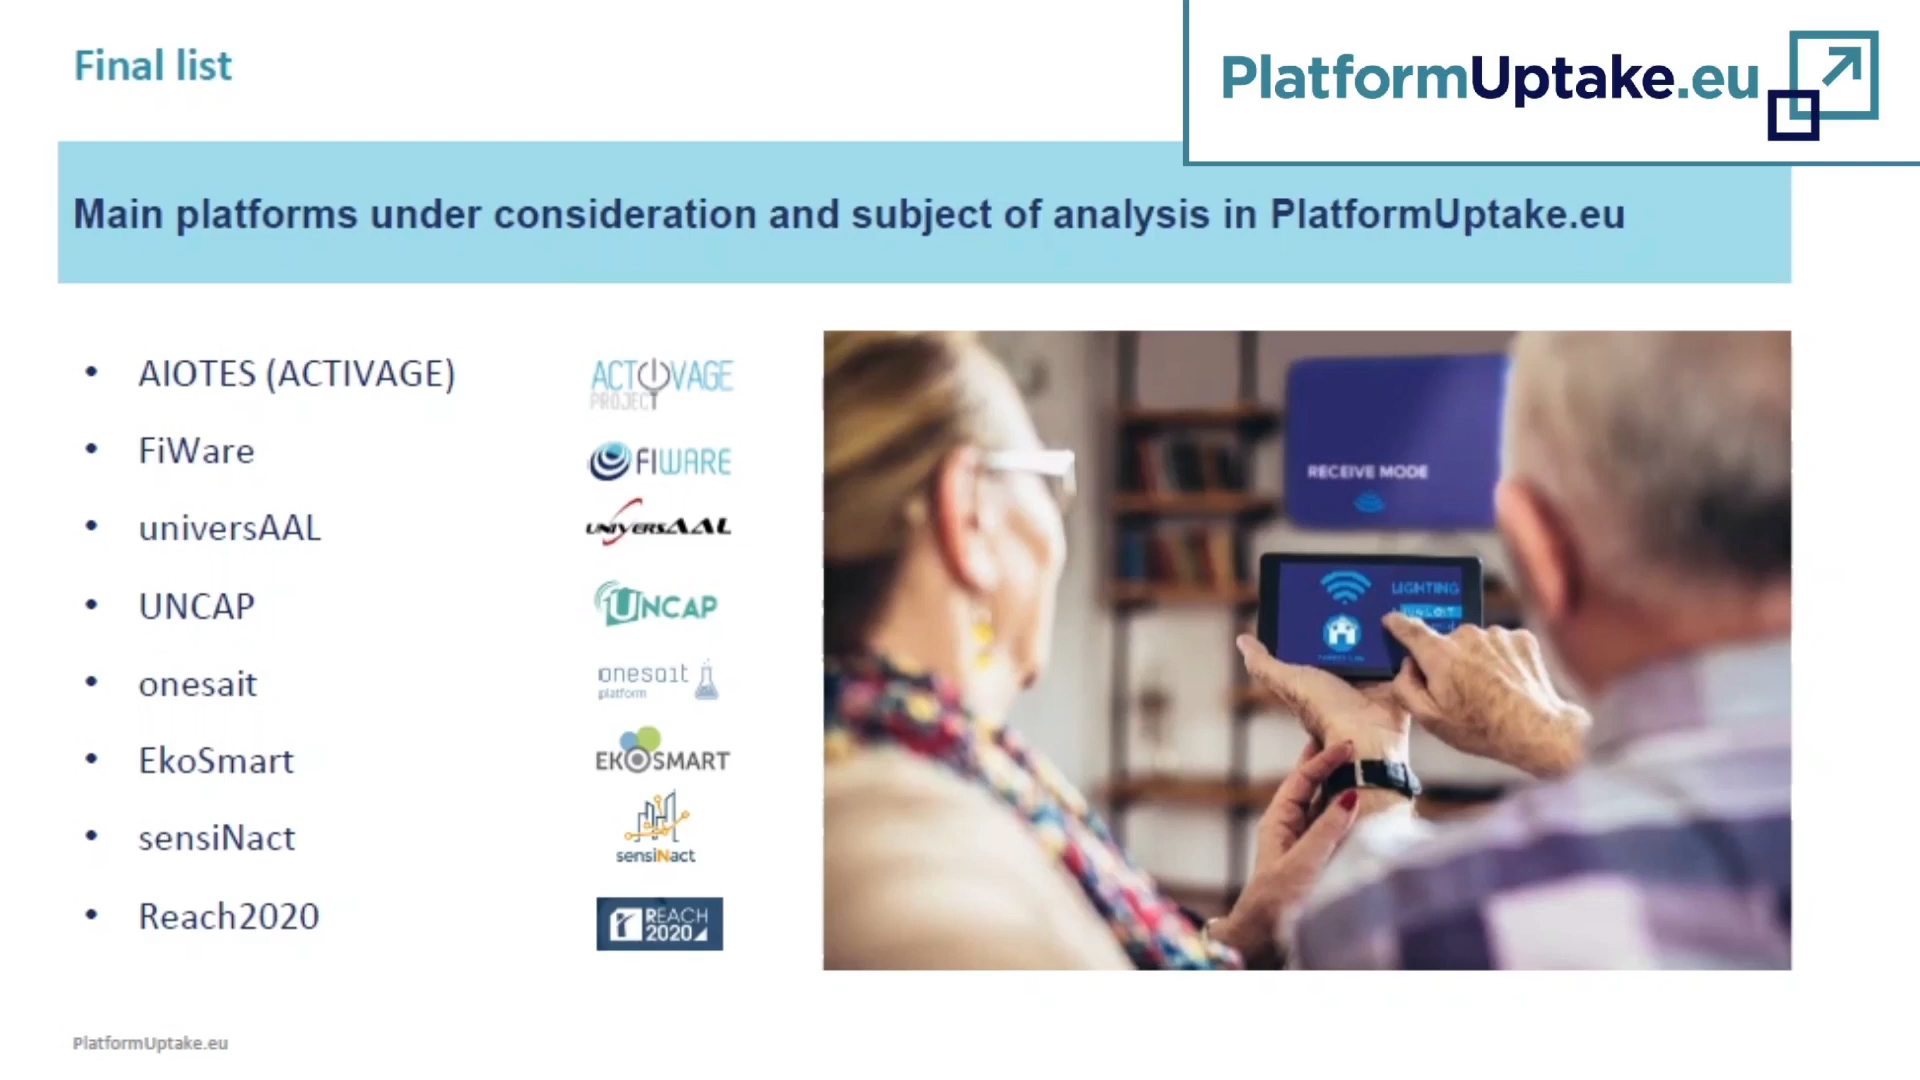 Final list
PlatformUptake.eu
Main platforms under consideration and subject of analysis in PlatformUptake.eu
• AIOTES (ACTIVAGE)
ACTIVAGE
PROJECT
• FiWare
FIWARE
• universAAL
UNIVERSAAL
• UNCAP
UNCAP
• onesait
onesait
platform
• EkoSmart
EKOSMART
• sensiNact
sensiNact
• Reach2020
REACH
2020
RECEIVE MODE
LIGHTING
PlatformUptake.eu